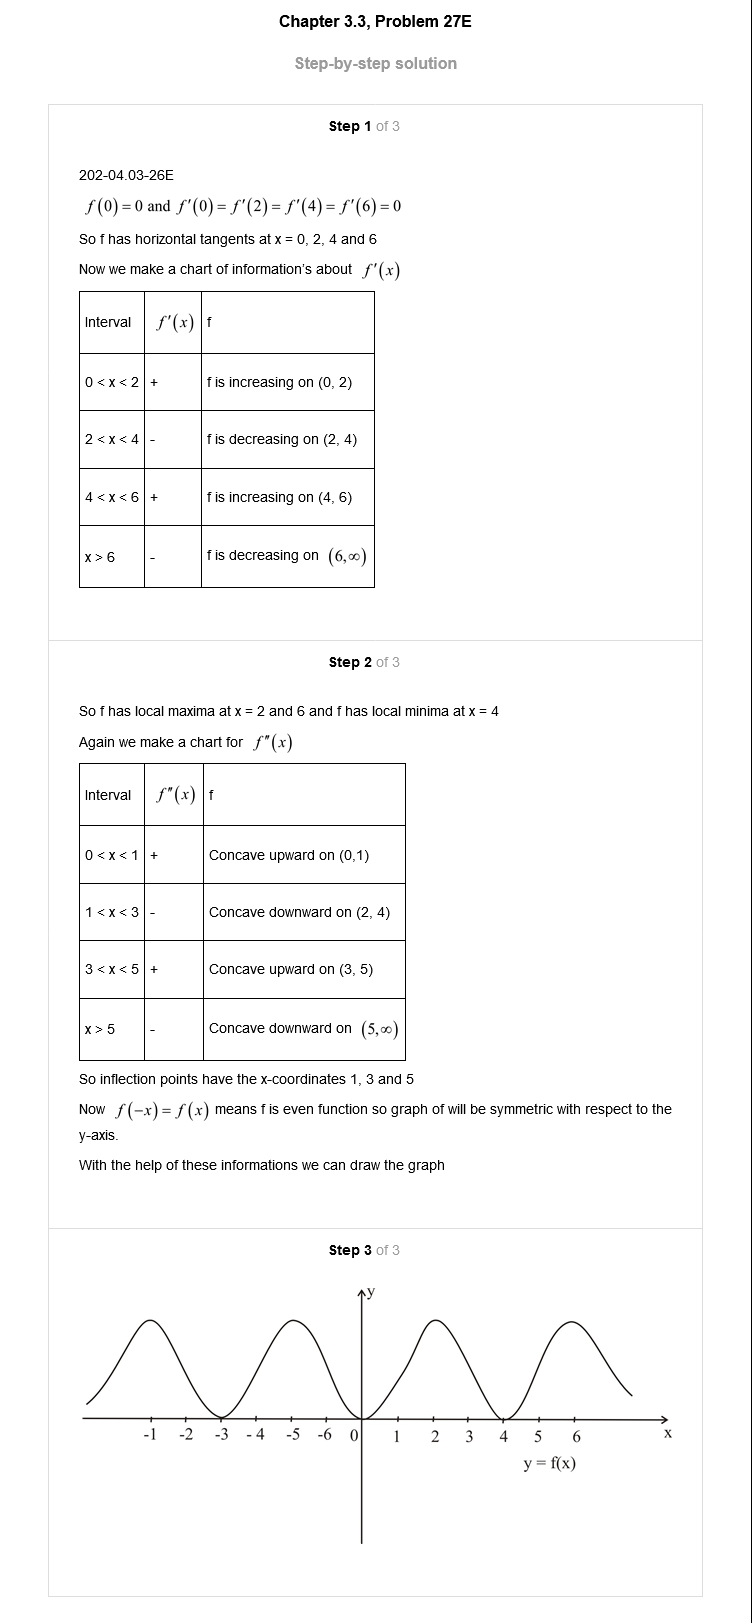 Chapter 3.3, Problem 27E
Step-by-step solution
Step 1 of 3
202-04.03-26E
f(0) = 0 and f'(0) = f'(2) = f'(4) = f'(6) = 0
So f has horizontal tangents at x = 0, 2, 4 and 6
Now we make a chart of information's about f'(x)
Interval f'(x) f
0 < x < 2 + f is increasing on (0, 2)
2 < x < 4 - f is decreasing on (2, 4)
4 < x < 6 + f is increasing on (4, 6)
x > 6 - f is decreasing on (6,∞)
Step 2 of 3
So f has local maxima at x = 2 and 6 and f has local minima at x = 4
Again we make a chart for f"(x)
Interval f"(x) f
0 < x < 1 + Concave upward on (0,1)
1 < x < 3 - Concave downward on (2, 4)
3 < x < 5 + Concave upward on (3, 5)
x > 5 - Concave downward on (5,∞)
So inflection points have the x-coordinates 1, 3 and 5
Now f(-x) = f(x) means f is even function so graph of will be symmetric with respect to the
y-axis.
With the help of these informations we can draw the graph
Step 3 of 3
y
-1 -2 -3 -4 -5 -6 0 1 2 3 4 5 6 x
y = f(x)